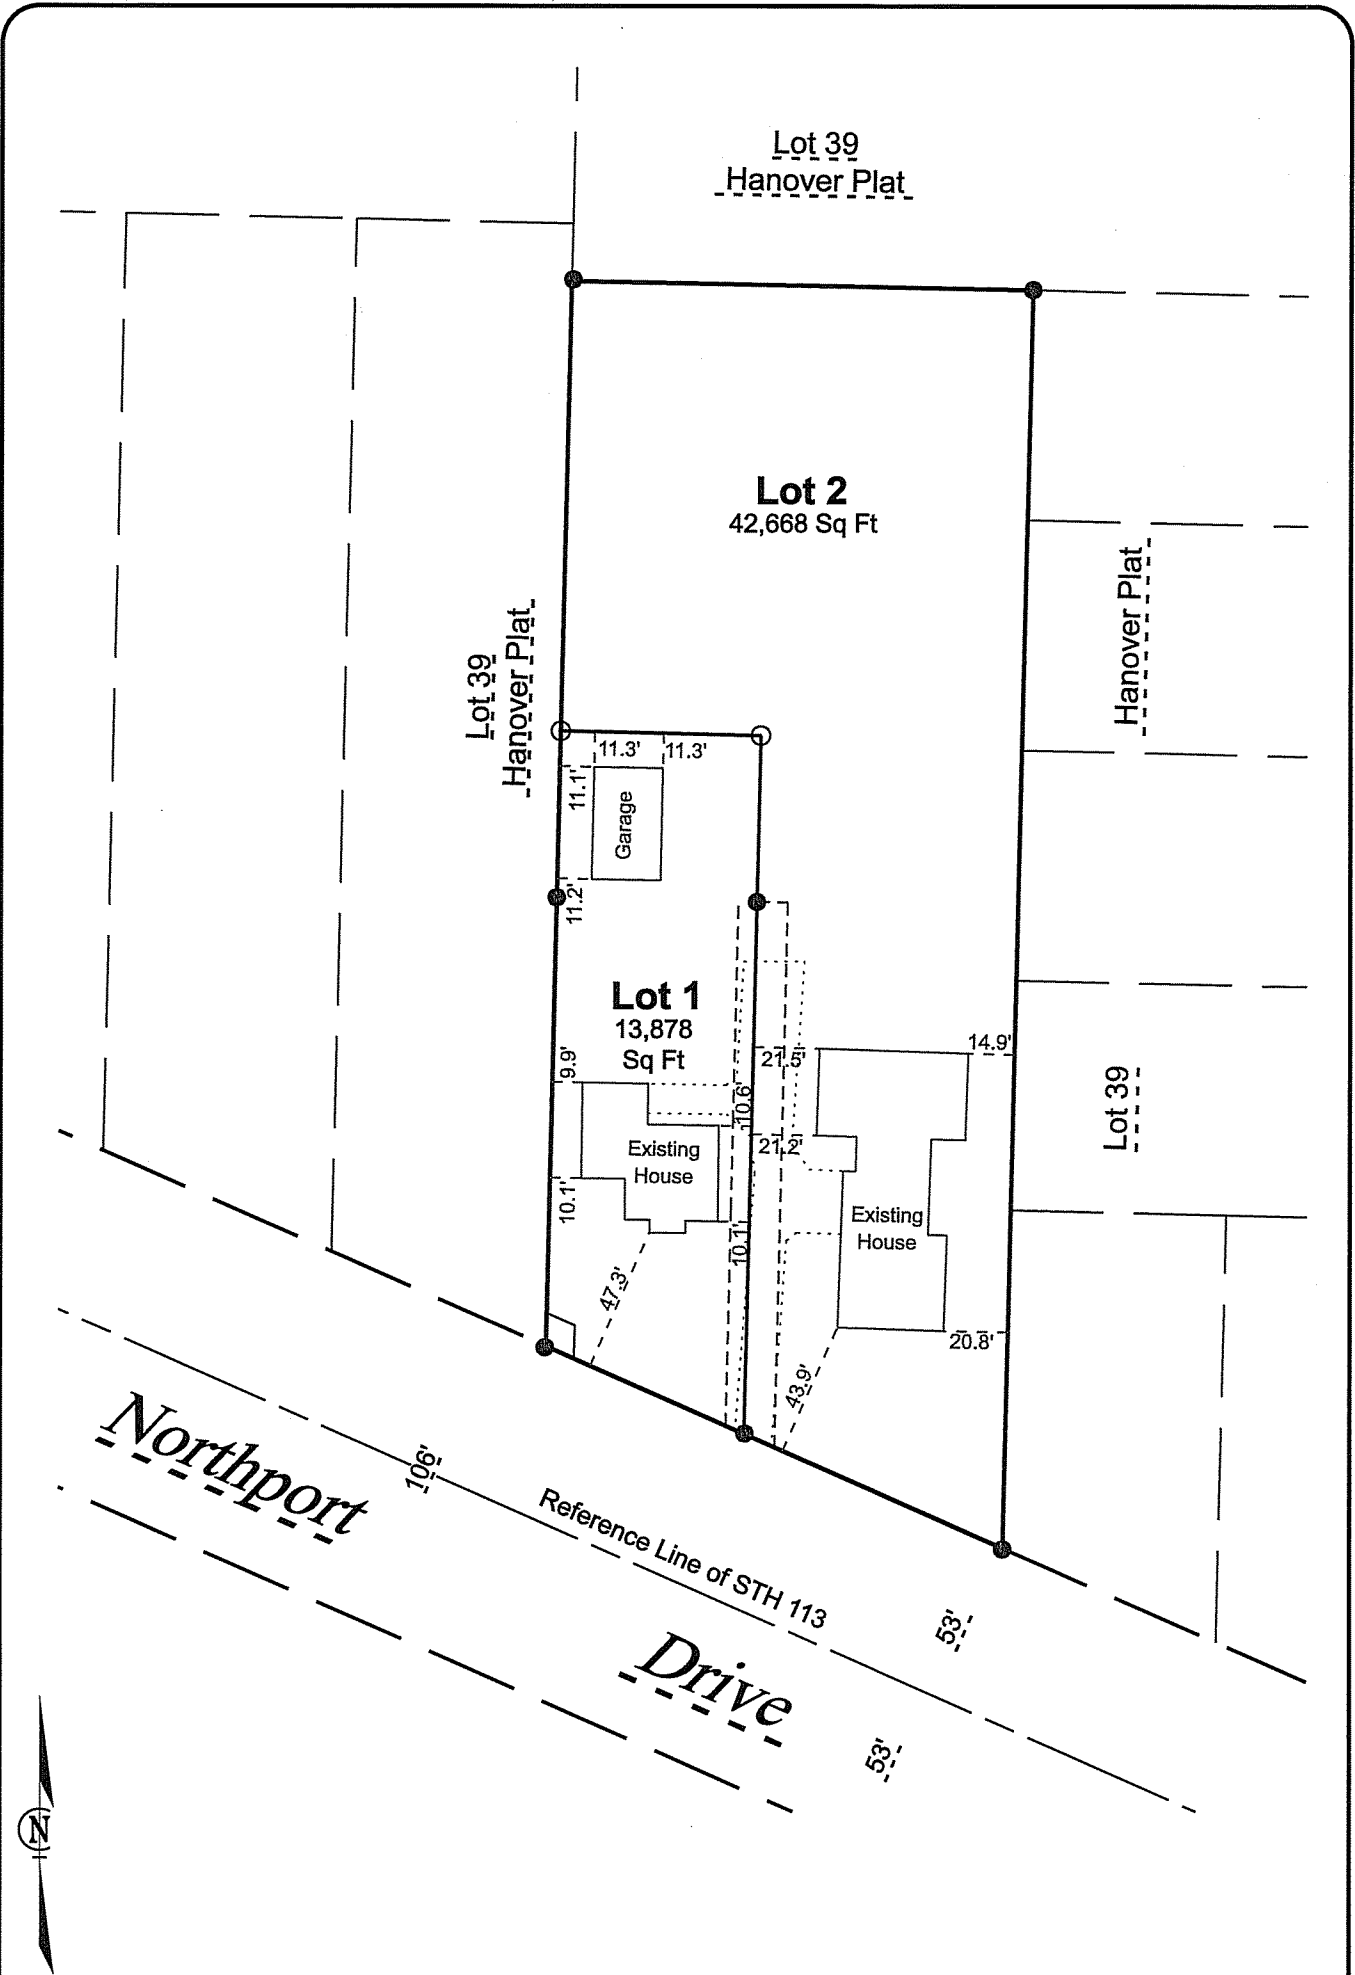 Lot 39
Hanover Plat
Lot 2
42,668 Sq Ft
Hanover Plat
Lot 39
Hanover Plat
11.3'
11.3'
11.1'
Garage
11.2'
Lot 1
13,878
Sq Ft
9.9'
14.9'
21.5'
10.6'
Lot 39
21.2'
Existing
House
10.1'
Existing
House
10.1'
47.3'
20.8'
43.9'
Northport
106'
Reference Line of STH 113
53'
Drive
53'
N